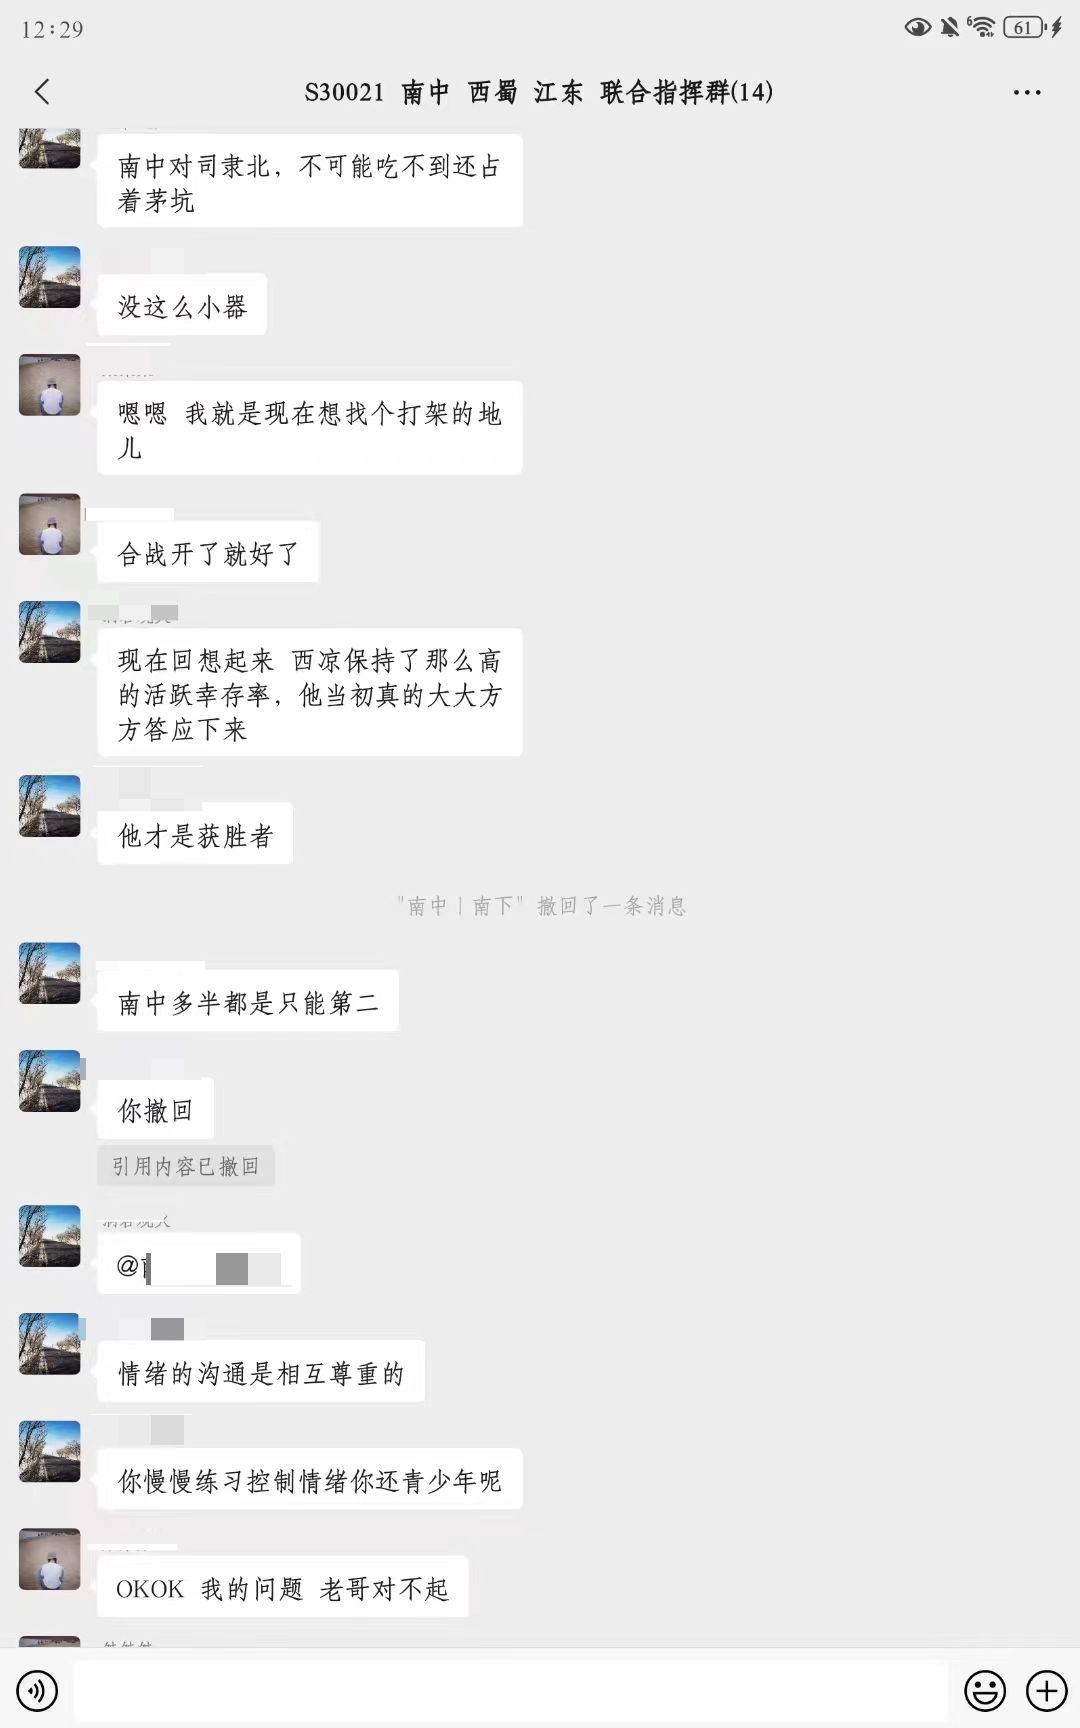 12:29
6
61
S30021 南中 西蜀 江东 联合指挥群(14)
南中对司隶北，不可能吃不到还占
着茅坑
没这么小器
嗯嗯 我就是现在想找个打架的地
儿
合战开了就好了
现在回想起来 西凉保持了那么高
的活跃幸存率，他当初真的大大方
方答应下来
他才是获胜者
"南中丨南下" 撤回了一条消息
南中多半都是只能第二
你撤回
引用内容已撤回
@
情绪的沟通是相互尊重的
你慢慢练习控制情绪你还青少年呢
OKOK 我的问题 老哥对不起